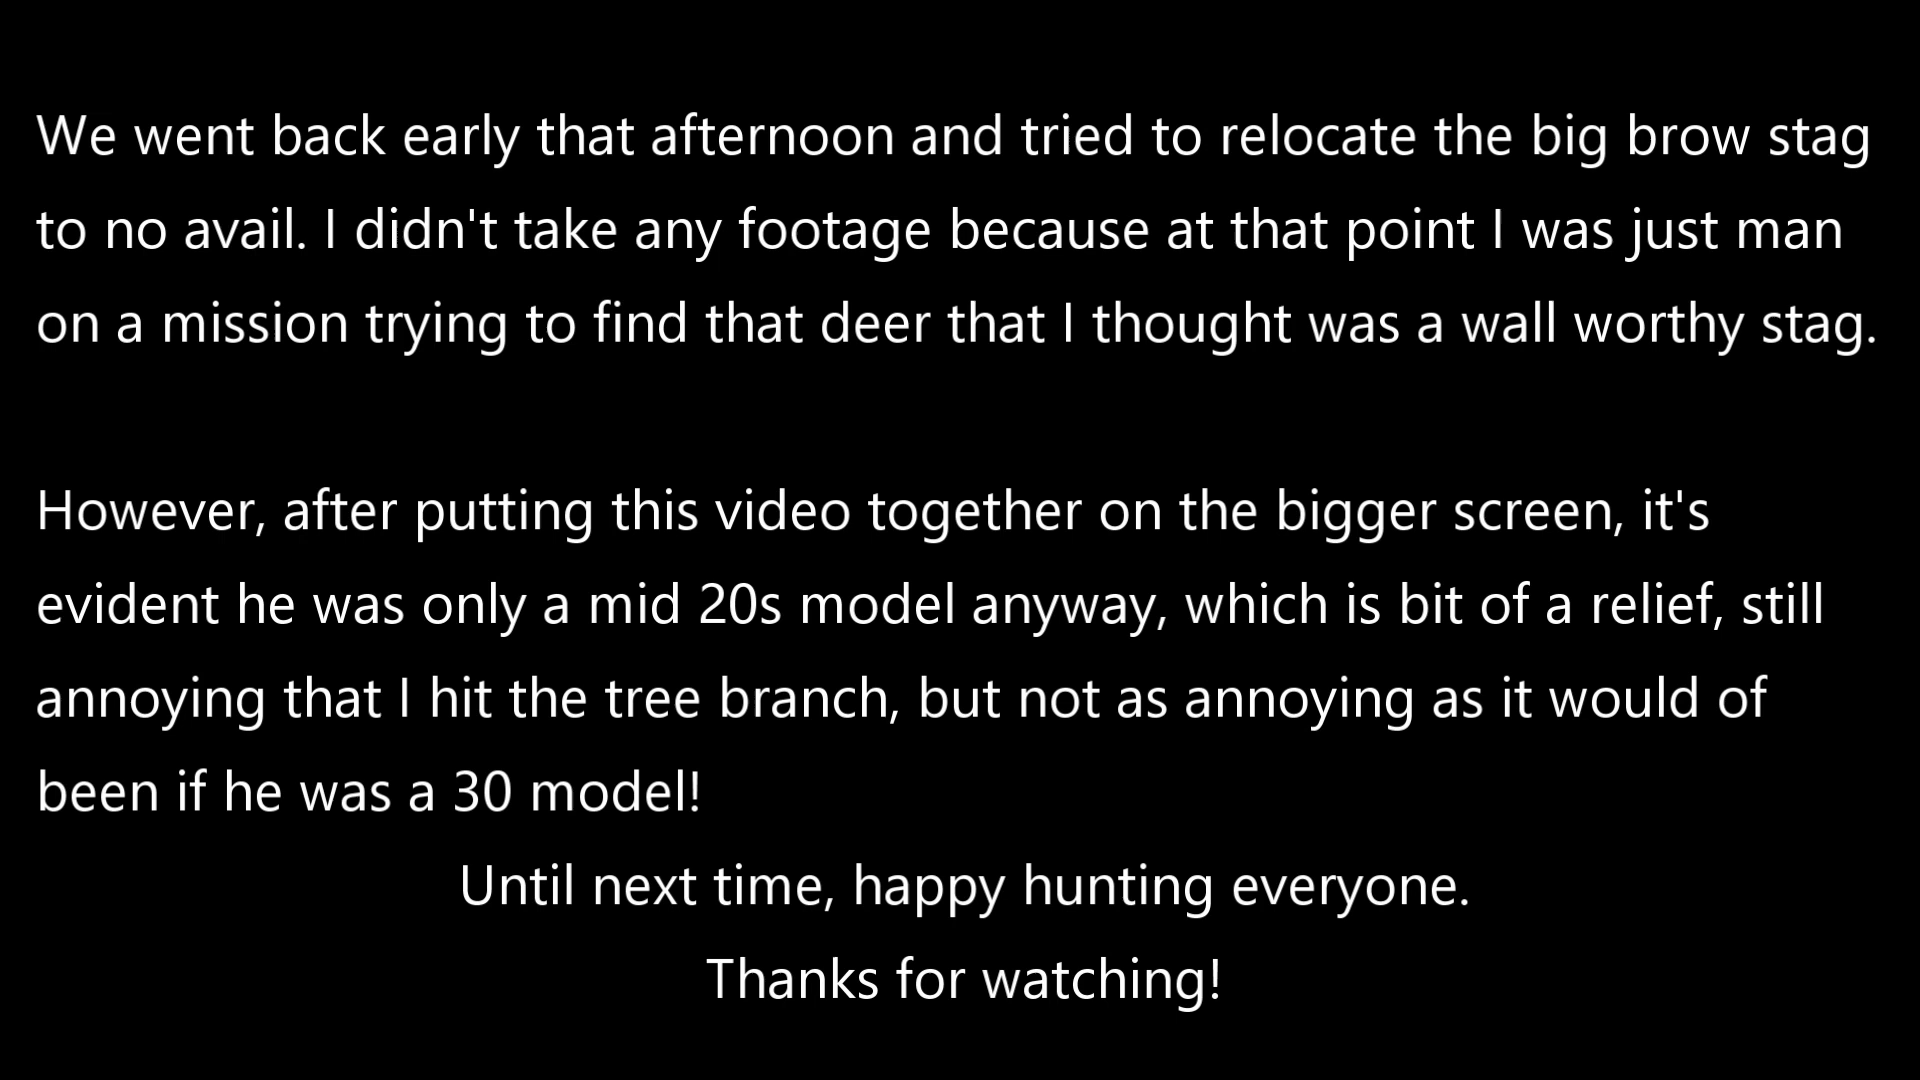 We went back early that afternoon and tried to relocate the big brow stag
to no avail. I didn't take any footage because at that point I was just man
on a mission trying to find that deer that I thought was a wall worthy stag.
However, after putting this video together on the bigger screen, it's
evident he was only a mid 20s model anyway, which is bit of a relief, still
annoying that I hit the tree branch, but not as annoying as it would of
been if he was a 30 model!
Until next time, happy hunting everyone.
Thanks for watching!